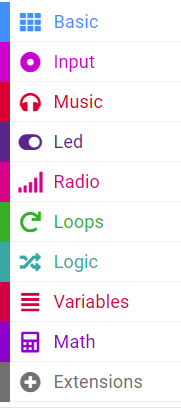 Basic
Input
Music
Led
Radio
Loops
Logic
Variables
Math
Extensions